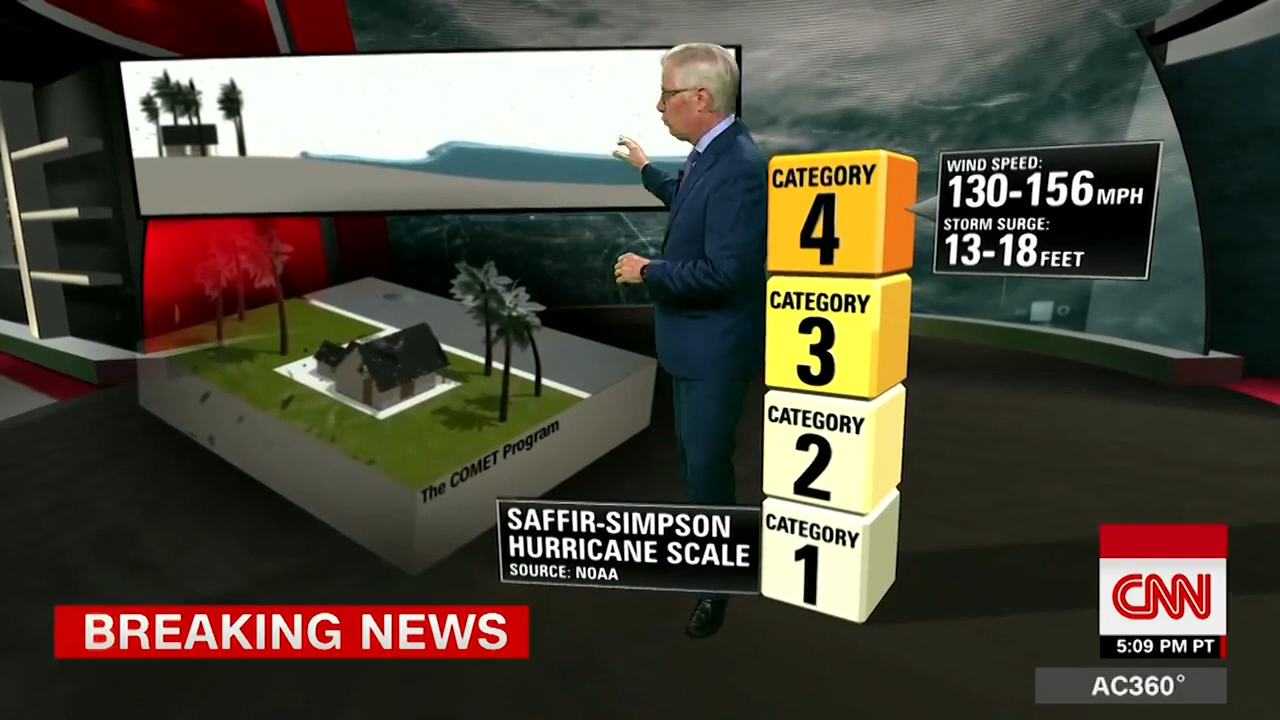 CATEGORY
4
WIND SPEED:
130-156 MPH
STORM SURGE:
13-18 FEET
CATEGORY
3
CATEGORY
2
The COMET Program
SAFFIR-SIMPSON
HURRICANE SCALE
SOURCE: NOAA
CATEGORY
1
BREAKING NEWS
CNN
5:09 PM PT
AC360°